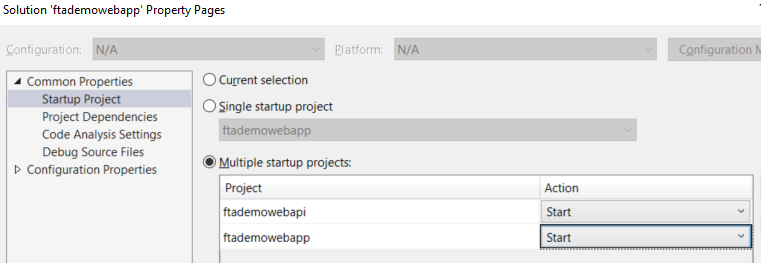 Solution 'ftademowebapp' Property Pages
Configuration: N/A Platform: N/A Configuration M
Common Properties
Startup Project
Project Dependencies
Code Analysis Settings
Debug Source Files
Configuration Properties
Current selection
Single startup project
ftademowebapp
Multiple startup projects:
Project Action
ftademowebapi Start
ftademowebapp Start